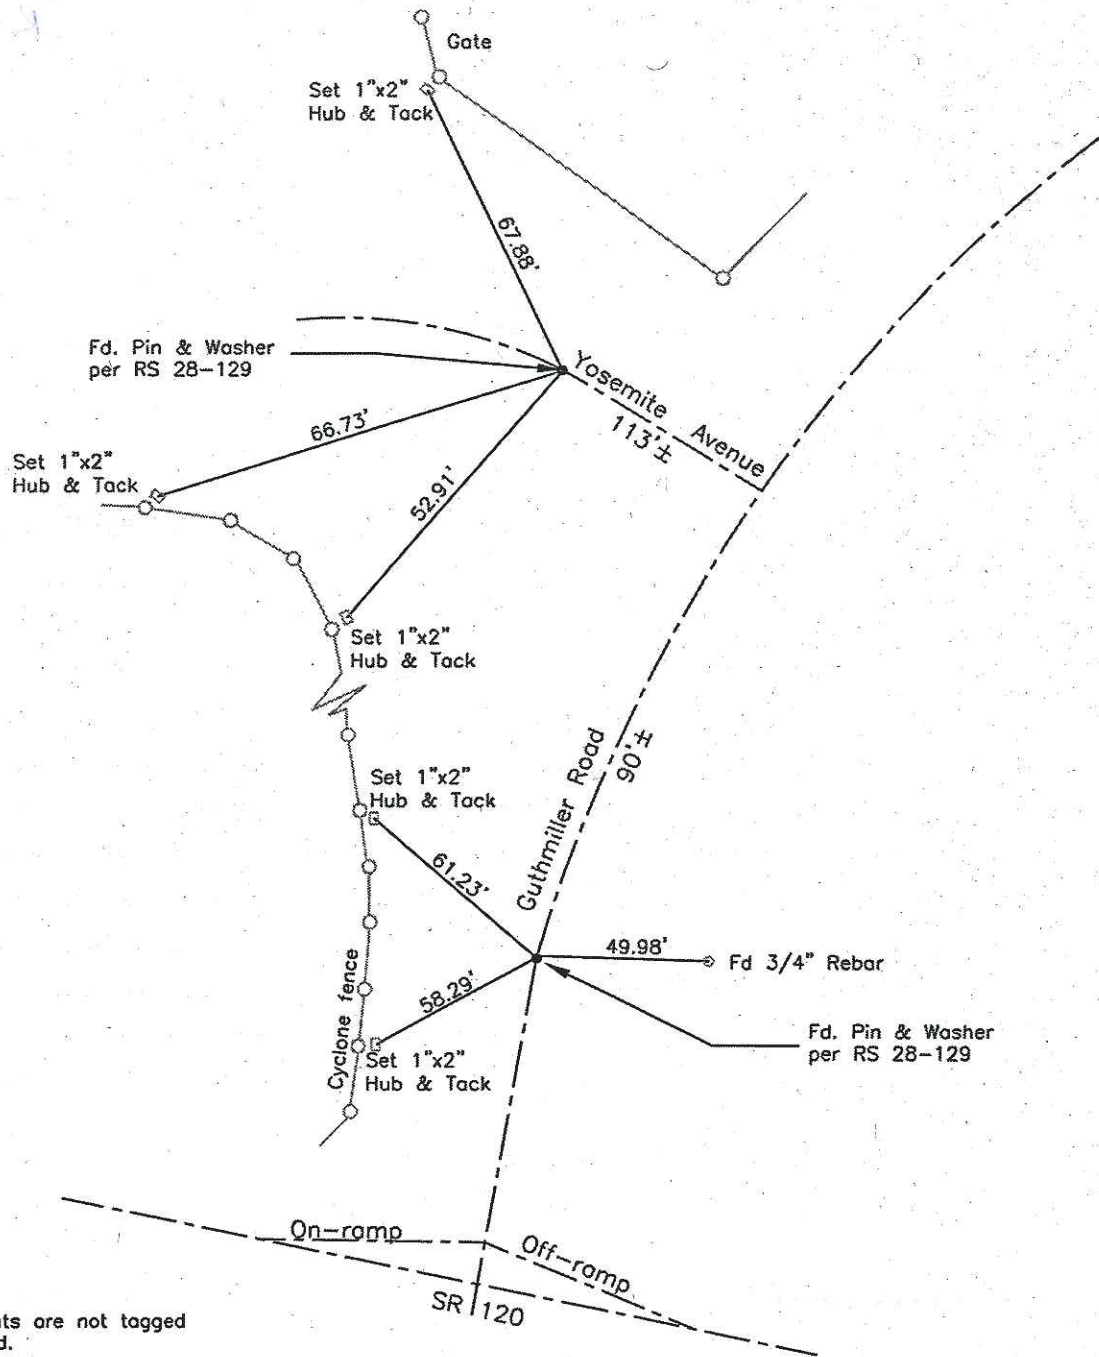 Gate
Set 1"x2"
Hub & Tack
67.88'
Fd. Pin & Washer
per RS 28-129
Yosemite Avenue
113'±
66.73'
Set 1"x2"
Hub & Tack
52.91'
Set 1"x2"
Hub & Tack
Guthmiller Road
90'±
Set 1"x2"
Hub & Tack
61.23'
49.98'
Fd 3/4" Rebar
58.29'
Cyclone fence
Set 1"x2"
Hub & Tack
Fd. Pin & Washer
per RS 28-129
On-ramp
Off-ramp
SR 120
are not tagged